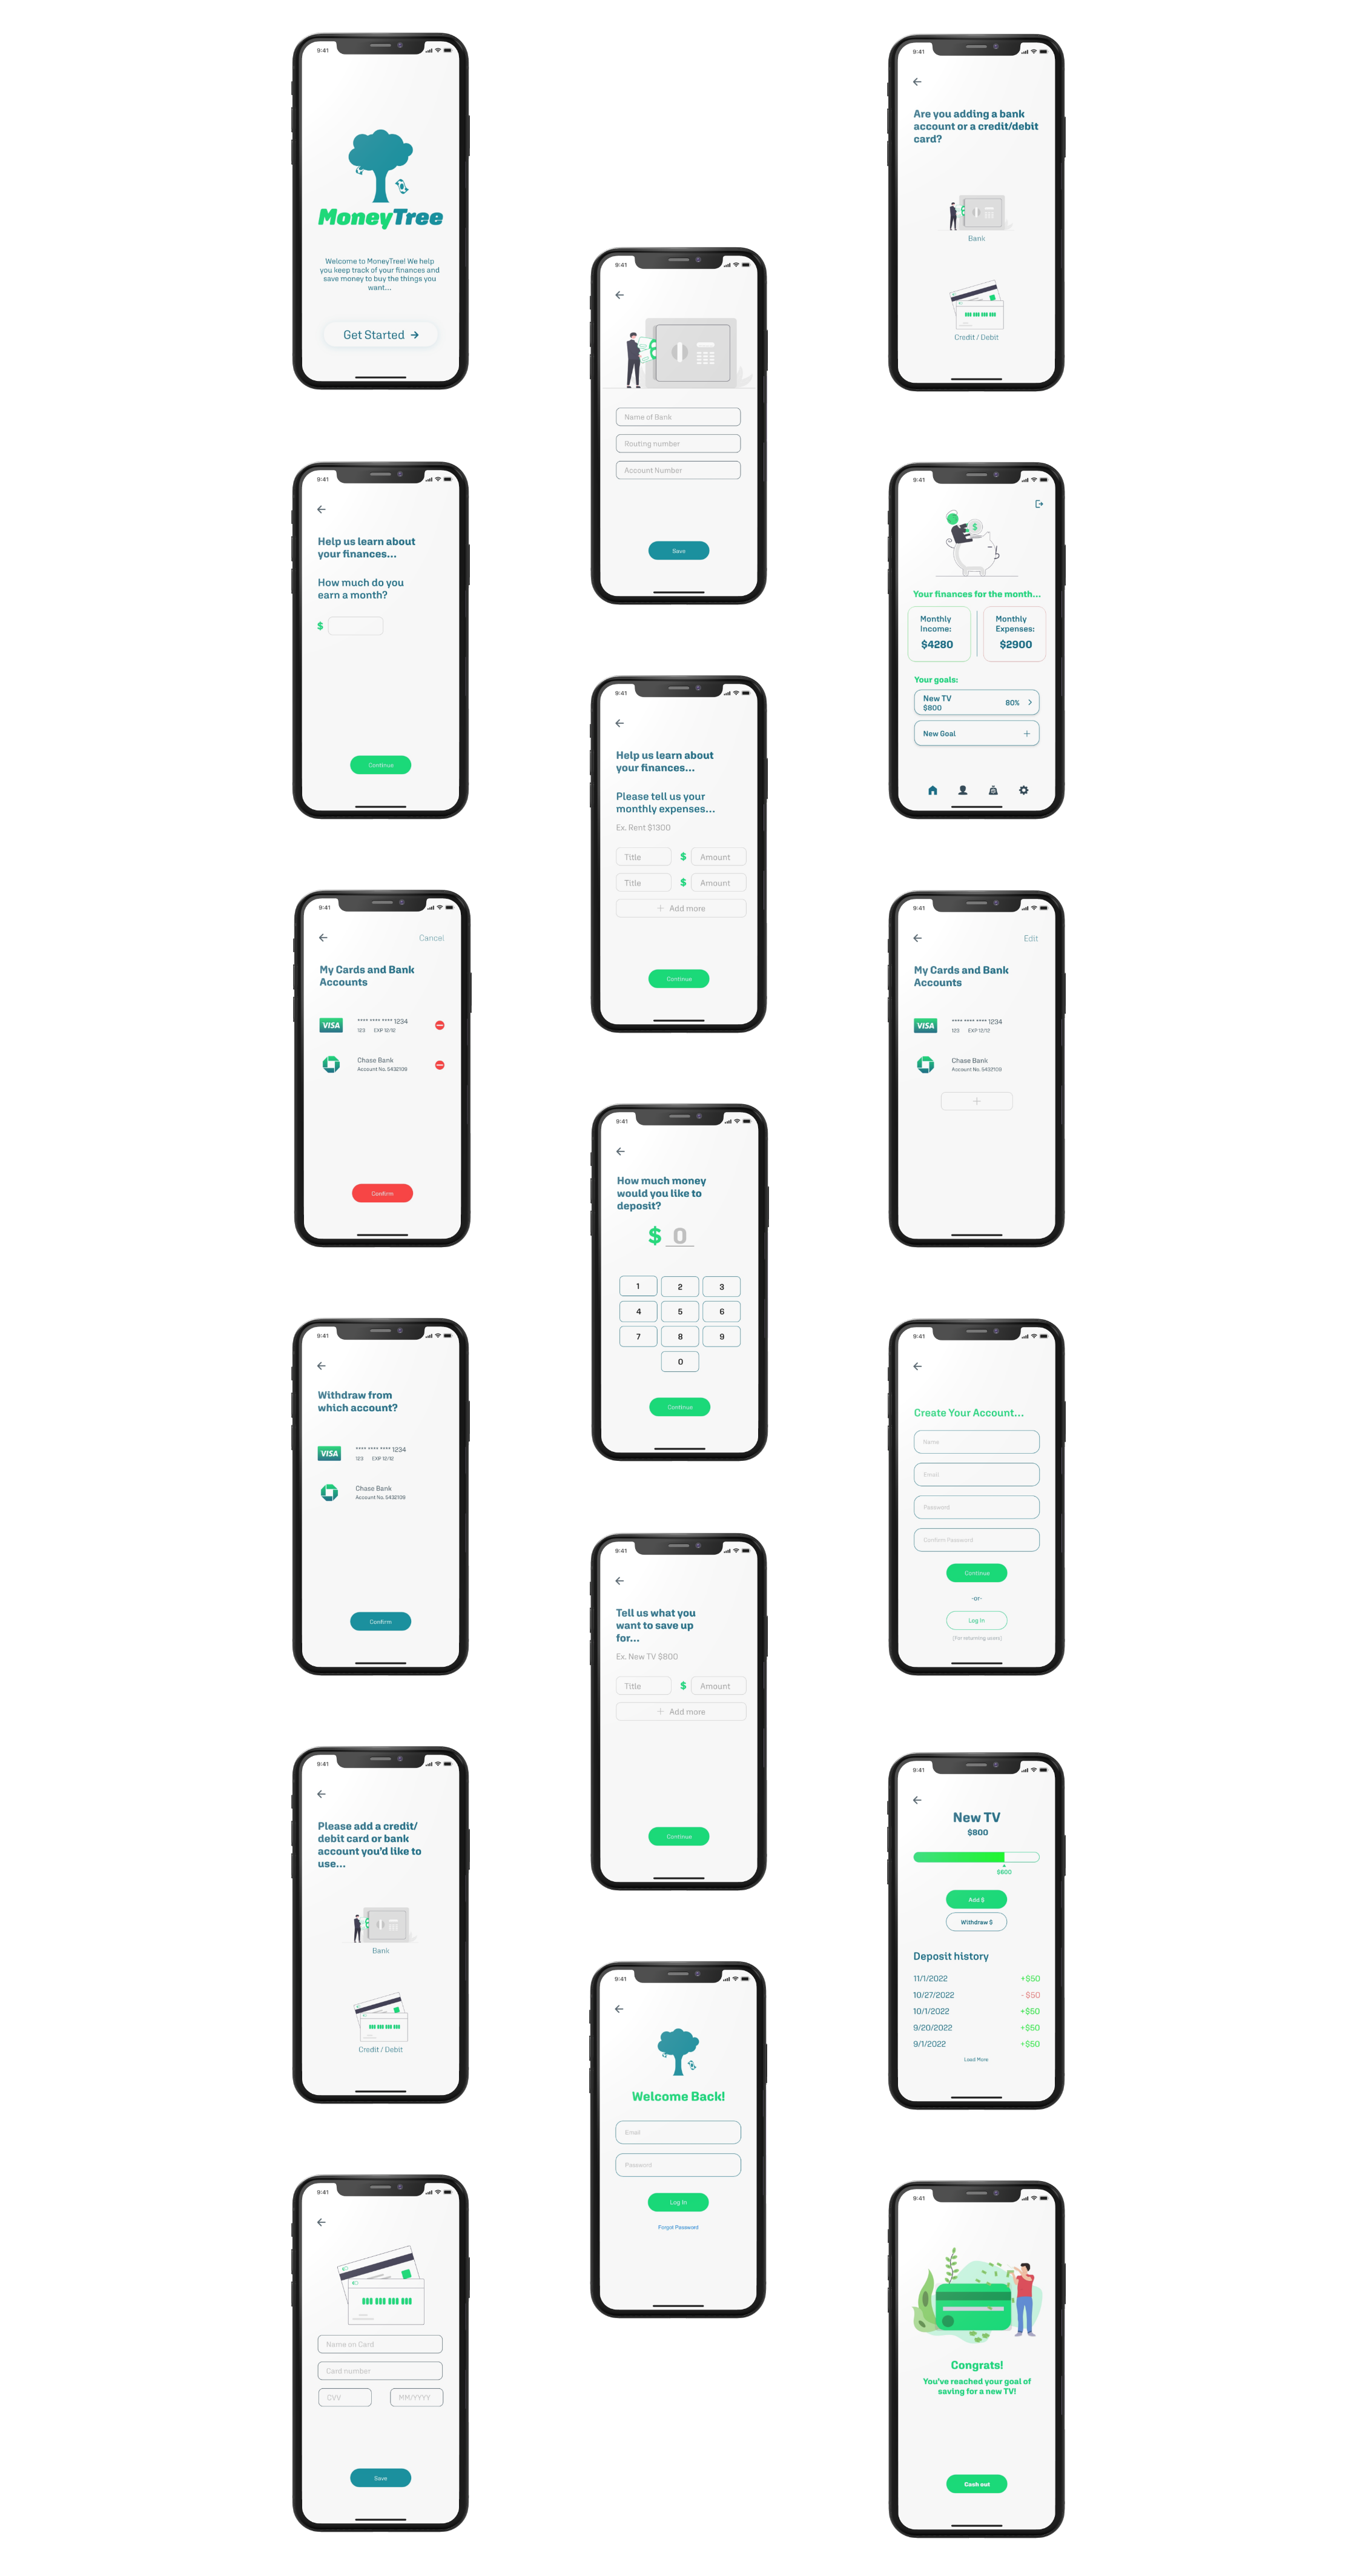 9:41
MoneyTree
Welcome to MoneyTree! We help
you keep track of your finances and
save money to buy the things you
want...
Get Started
9:41
Help us learn about
your finances...
How much do you
earn a month?
$
Continue
9:41
Cancel
My Cards and Bank
Accounts
VISA
**** **** **** 1234
123 EXP 12/12
Chase Bank
Account No. 5432109
Confirm
9:41
Withdraw from
which account?
VISA
**** **** **** 1234
123 EXP 12/12
Chase Bank
Account No. 5432109
Confirm
9:41
Please add a credit/
debit card or bank
account you'd like to
use...
Bank
Credit / Debit
9:41
Name on Card
Card number
CVV MM/YYYY
Save
9:41
Name of Bank
Routing number
Account Number
Save
9:41
Help us learn about
your finances...
Please tell us your
monthly expenses...
Ex. Rent $1300
Title $ Amount
Title $ Amount
+ Add more
Continue
9:41
How much money
would you like to
deposit?
$ 0
1 2 3
4 5 6
7 8 9
0
Continue
9:41
Tell us what you
want to save up
for...
Ex. New TV $800
Title $ Amount
+ Add more
Continue
9:41
Welcome Back!
Email
Password
Log In
Forgot Password
9:41
Are you adding a bank
account or a credit/debit
card?
Bank
Credit / Debit
9:41
$
Your finances for the month...
Monthly
Income:
$4280
Monthly
Expenses:
$2900
Your goals:
New TV
$800
80%
New Goal +
9:41
Edit
My Cards and Bank
Accounts
VISA
**** **** **** 1234
123 EXP 12/12
Chase Bank
Account No. 5432109
+
9:41
Create Your Account...
Name
Email
Password
Confirm Password
Continue
-or-
Log In
(For returning users)
9:41
New TV
$800
$600
Add $
Withdraw $
Deposit history
11/1/2022 +$50
10/27/2022 - $50
10/1/2022 +$50
9/20/2022 +$50
9/1/2022 +$50
Load More
9:41
Congrats!
You've reached your goal of
saving for a new TV!
Cash out